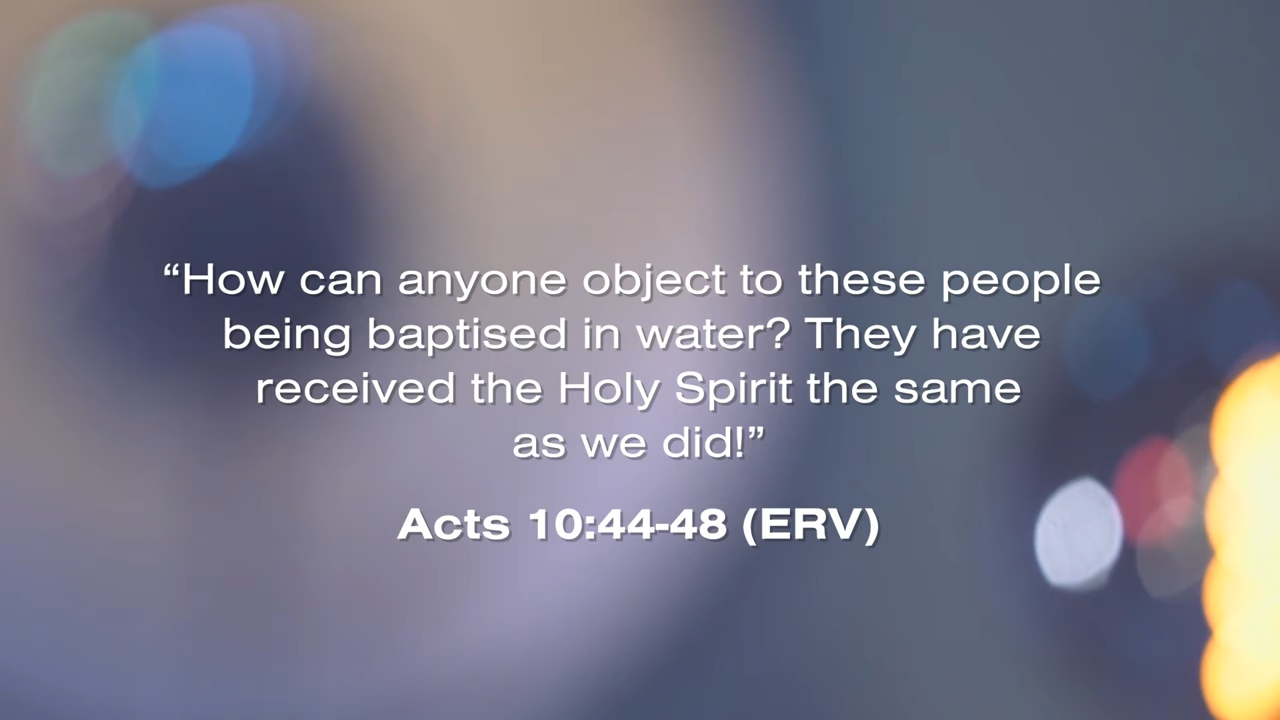 “How can anyone object to these people
being baptised in water? They have
received the Holy Spirit the same
as we did!”
Acts 10:44-48 (ERV)